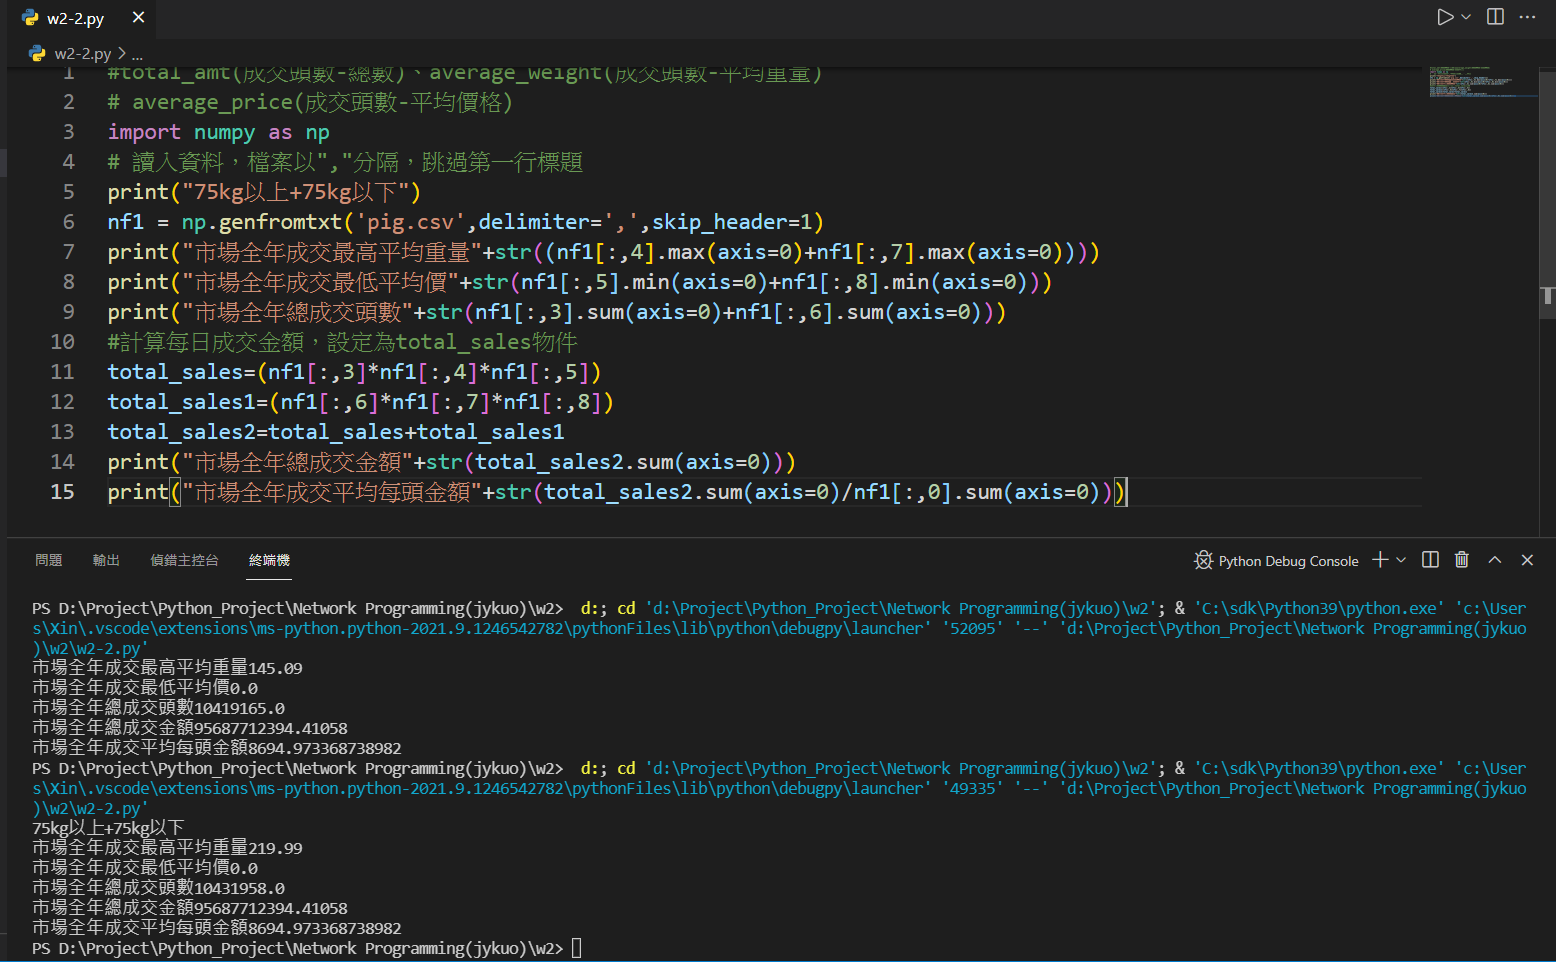 w2-2.py
w2-2.py > ...
1 #total_amt(成交頭數-總數)、average_weight(成交頭數-平均重量)
2 # average_price(成交頭數-平均價格)
3 import numpy as np
4 # 讀入資料，檔案以","分隔，跳過第一行標題
5 print("75kg以上+75kg以下")
6 nf1 = np.genfromtxt('pig.csv',delimiter=',',skip_header=1)
7 print("市場全年成交最高平均重量"+str((nf1[:,4].max(axis=0)+nf1[:,7].max(axis=0))))
8 print("市場全年成交最低平均價"+str(nf1[:,5].min(axis=0)+nf1[:,8].min(axis=0)))
9 print("市場全年總成交頭數"+str(nf1[:,3].sum(axis=0)+nf1[:,6].sum(axis=0)))
10 #計算每日成交金額，設定為total_sales物件
11 total_sales=(nf1[:,3]*nf1[:,4]*nf1[:,5])
12 total_sales1=(nf1[:,6]*nf1[:,7]*nf1[:,8])
13 total_sales2=total_sales+total_sales1
14 print("市場全年總成交金額"+str(total_sales2.sum(axis=0)))
15 print("市場全年成交平均每頭金額"+str(total_sales2.sum(axis=0)/nf1[:,0].sum(axis=0)))
問題 輸出 偵錯主控台 終端機 Python Debug Console
PS D:\Project\Python_Project\Network Programming(jykuo)\w2>  d:; cd 'd:\Project\Python_Project\Network Programming(jykuo)\w2'; & 'C:\sdk\Python39\python.exe' 'c:\User
s\Xin\.vscode\extensions\ms-python.python-2021.9.1246542782\pythonFiles\lib\python\debugpy\launcher' '52095' '--' 'd:\Project\Python_Project\Network Programming(jykuo
)\w2\w2-2.py'
市場全年成交最高平均重量145.09
市場全年成交最低平均價0.0
市場全年總成交頭數10419165.0
市場全年總成交金額95687712394.41058
市場全年成交平均每頭金額8694.973368738982
PS D:\Project\Python_Project\Network Programming(jykuo)\w2>  d:; cd 'd:\Project\Python_Project\Network Programming(jykuo)\w2'; & 'C:\sdk\Python39\python.exe' 'c:\User
s\Xin\.vscode\extensions\ms-python.python-2021.9.1246542782\pythonFiles\lib\python\debugpy\launcher' '49335' '--' 'd:\Project\Python_Project\Network Programming(jykuo
)\w2\w2-2.py'
75kg以上+75kg以下
市場全年成交最高平均重量219.99
市場全年成交最低平均價0.0
市場全年總成交頭數10431958.0
市場全年總成交金額95687712394.41058
市場全年成交平均每頭金額8694.973368738982
PS D:\Project\Python_Project\Network Programming(jykuo)\w2>